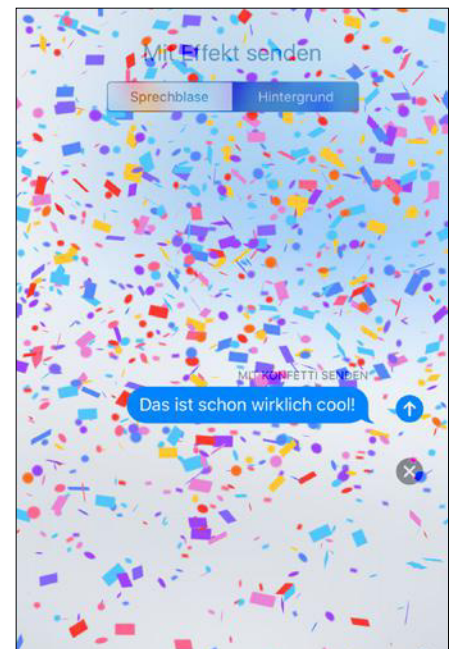 Mit Effekt senden
Sprechblase Hintergrund
MIT KONFETTI SENDEN
Das ist schon wirklich cool!